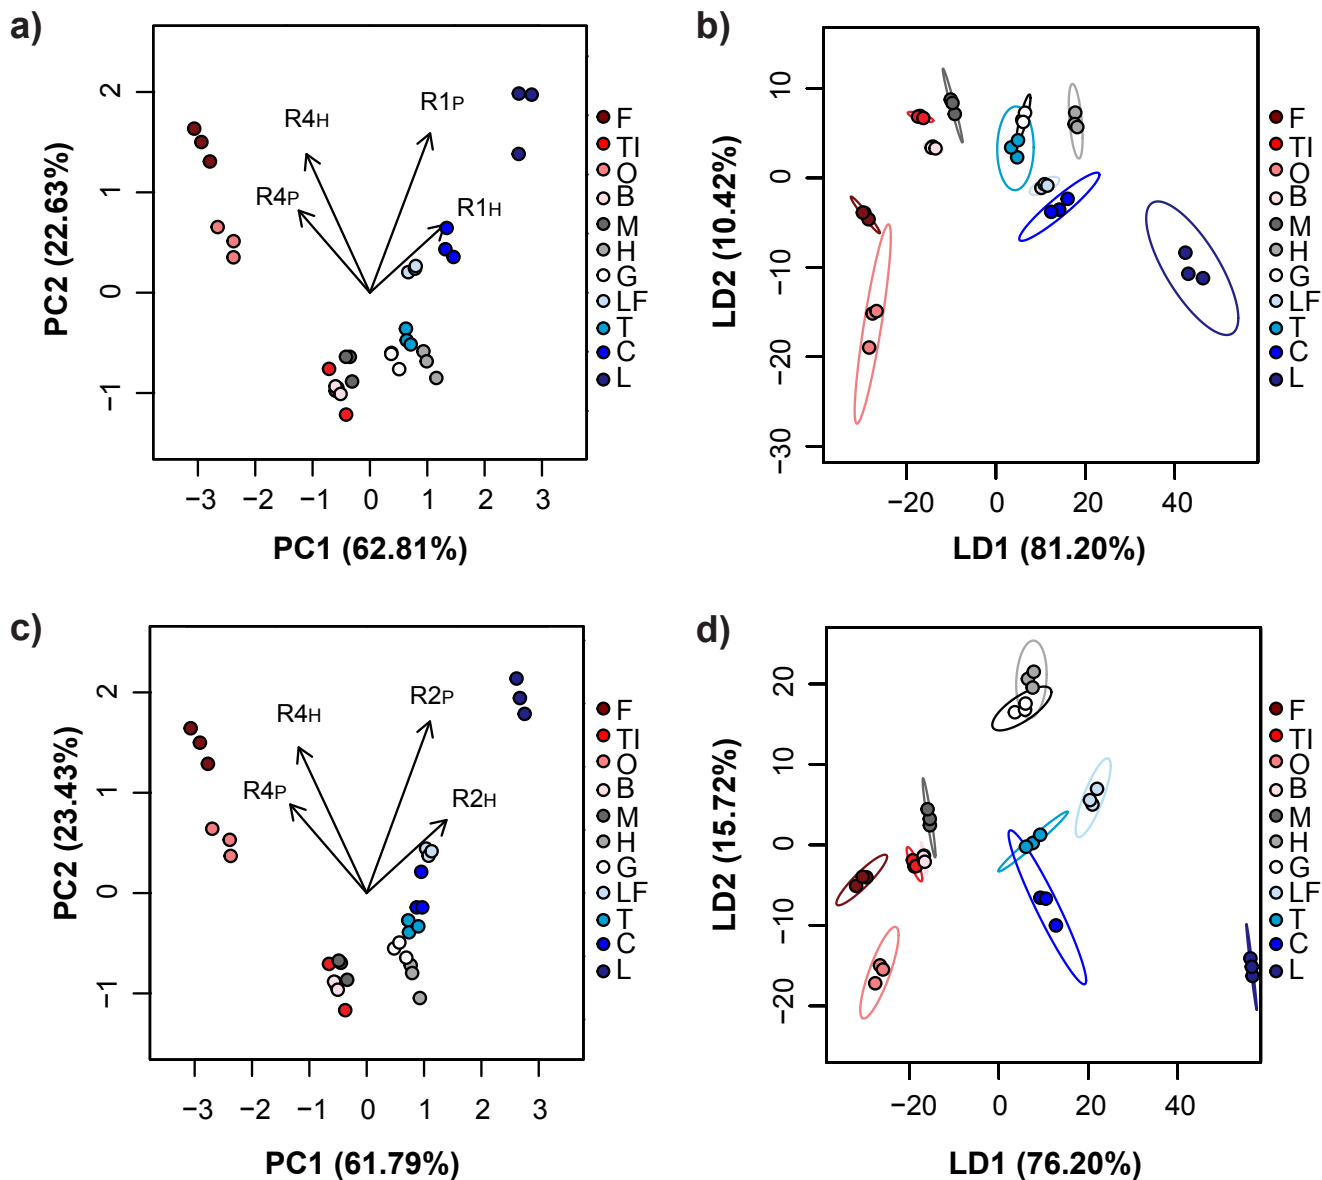 a)
PC2 (22.63%)
2
1
0
−1
R4H
R1P
R4P
R1H
−3 −2 −1 0 1 2 3
PC1 (62.81%)
F
TI
O
B
M
H
G
LF
T
C
L
b)
LD2 (10.42%)
10
0
−10
−20
−30
−20 0 20 40
LD1 (81.20%)
F
TI
O
B
M
H
G
LF
T
C
L
c)
PC2 (23.43%)
2
1
0
−1
R4H
R2P
R4P
R2H
−3 −2 −1 0 1 2 3
PC1 (61.79%)
F
TI
O
B
M
H
G
LF
T
C
L
d)
LD2 (15.72%)
20
10
0
−10
−20
−20 0 20 40
LD1 (76.20%)
F
TI
O
B
M
H
G
LF
T
C
L